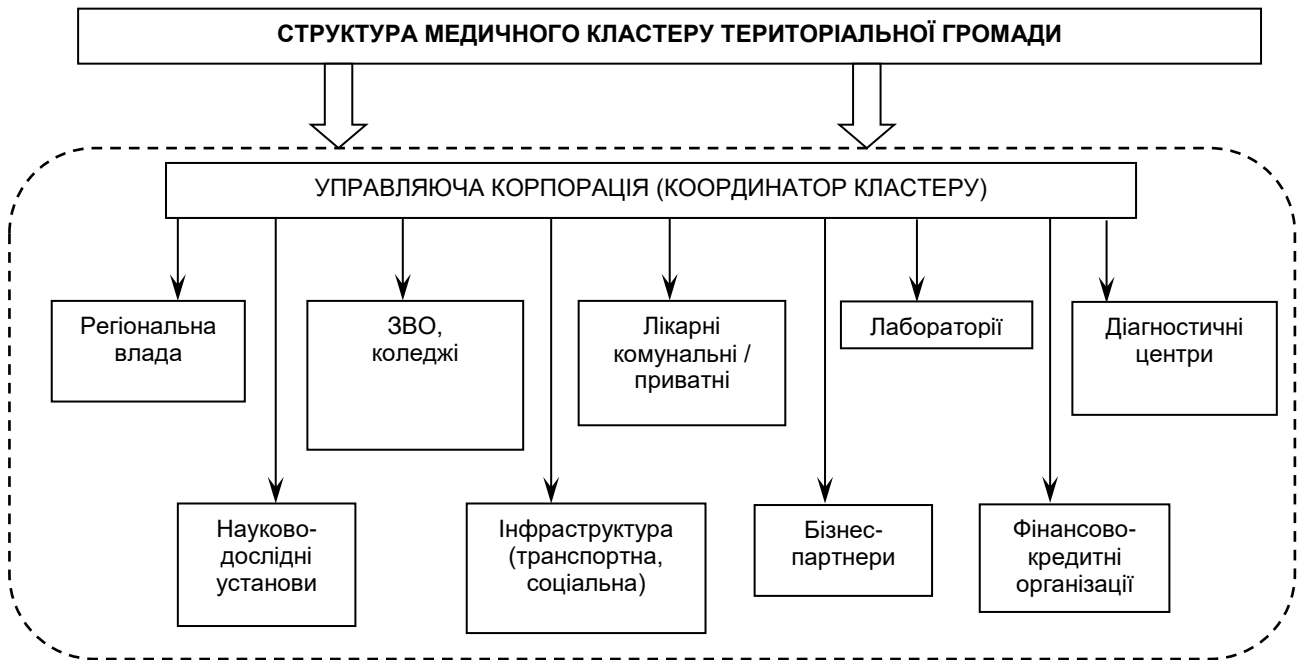 СТРУКТУРА МЕДИЧНОГО КЛАСТЕРУ ТЕРИТОРІАЛЬНОЇ ГРОМАДИ
УПРАВЛЯЮЧА КОРПОРАЦІЯ (КООРДИНАТОР КЛАСТЕРУ)
Регіональна
влада
ЗВО,
коледжі
Лікарні
комунальні /
приватні
Лабораторії
Діагностичні
центри
Науково-
дослідні
установи
Інфраструктура
(транспортна,
соціальна)
Бізнес-
партнери
Фінансово-
кредитні
організації